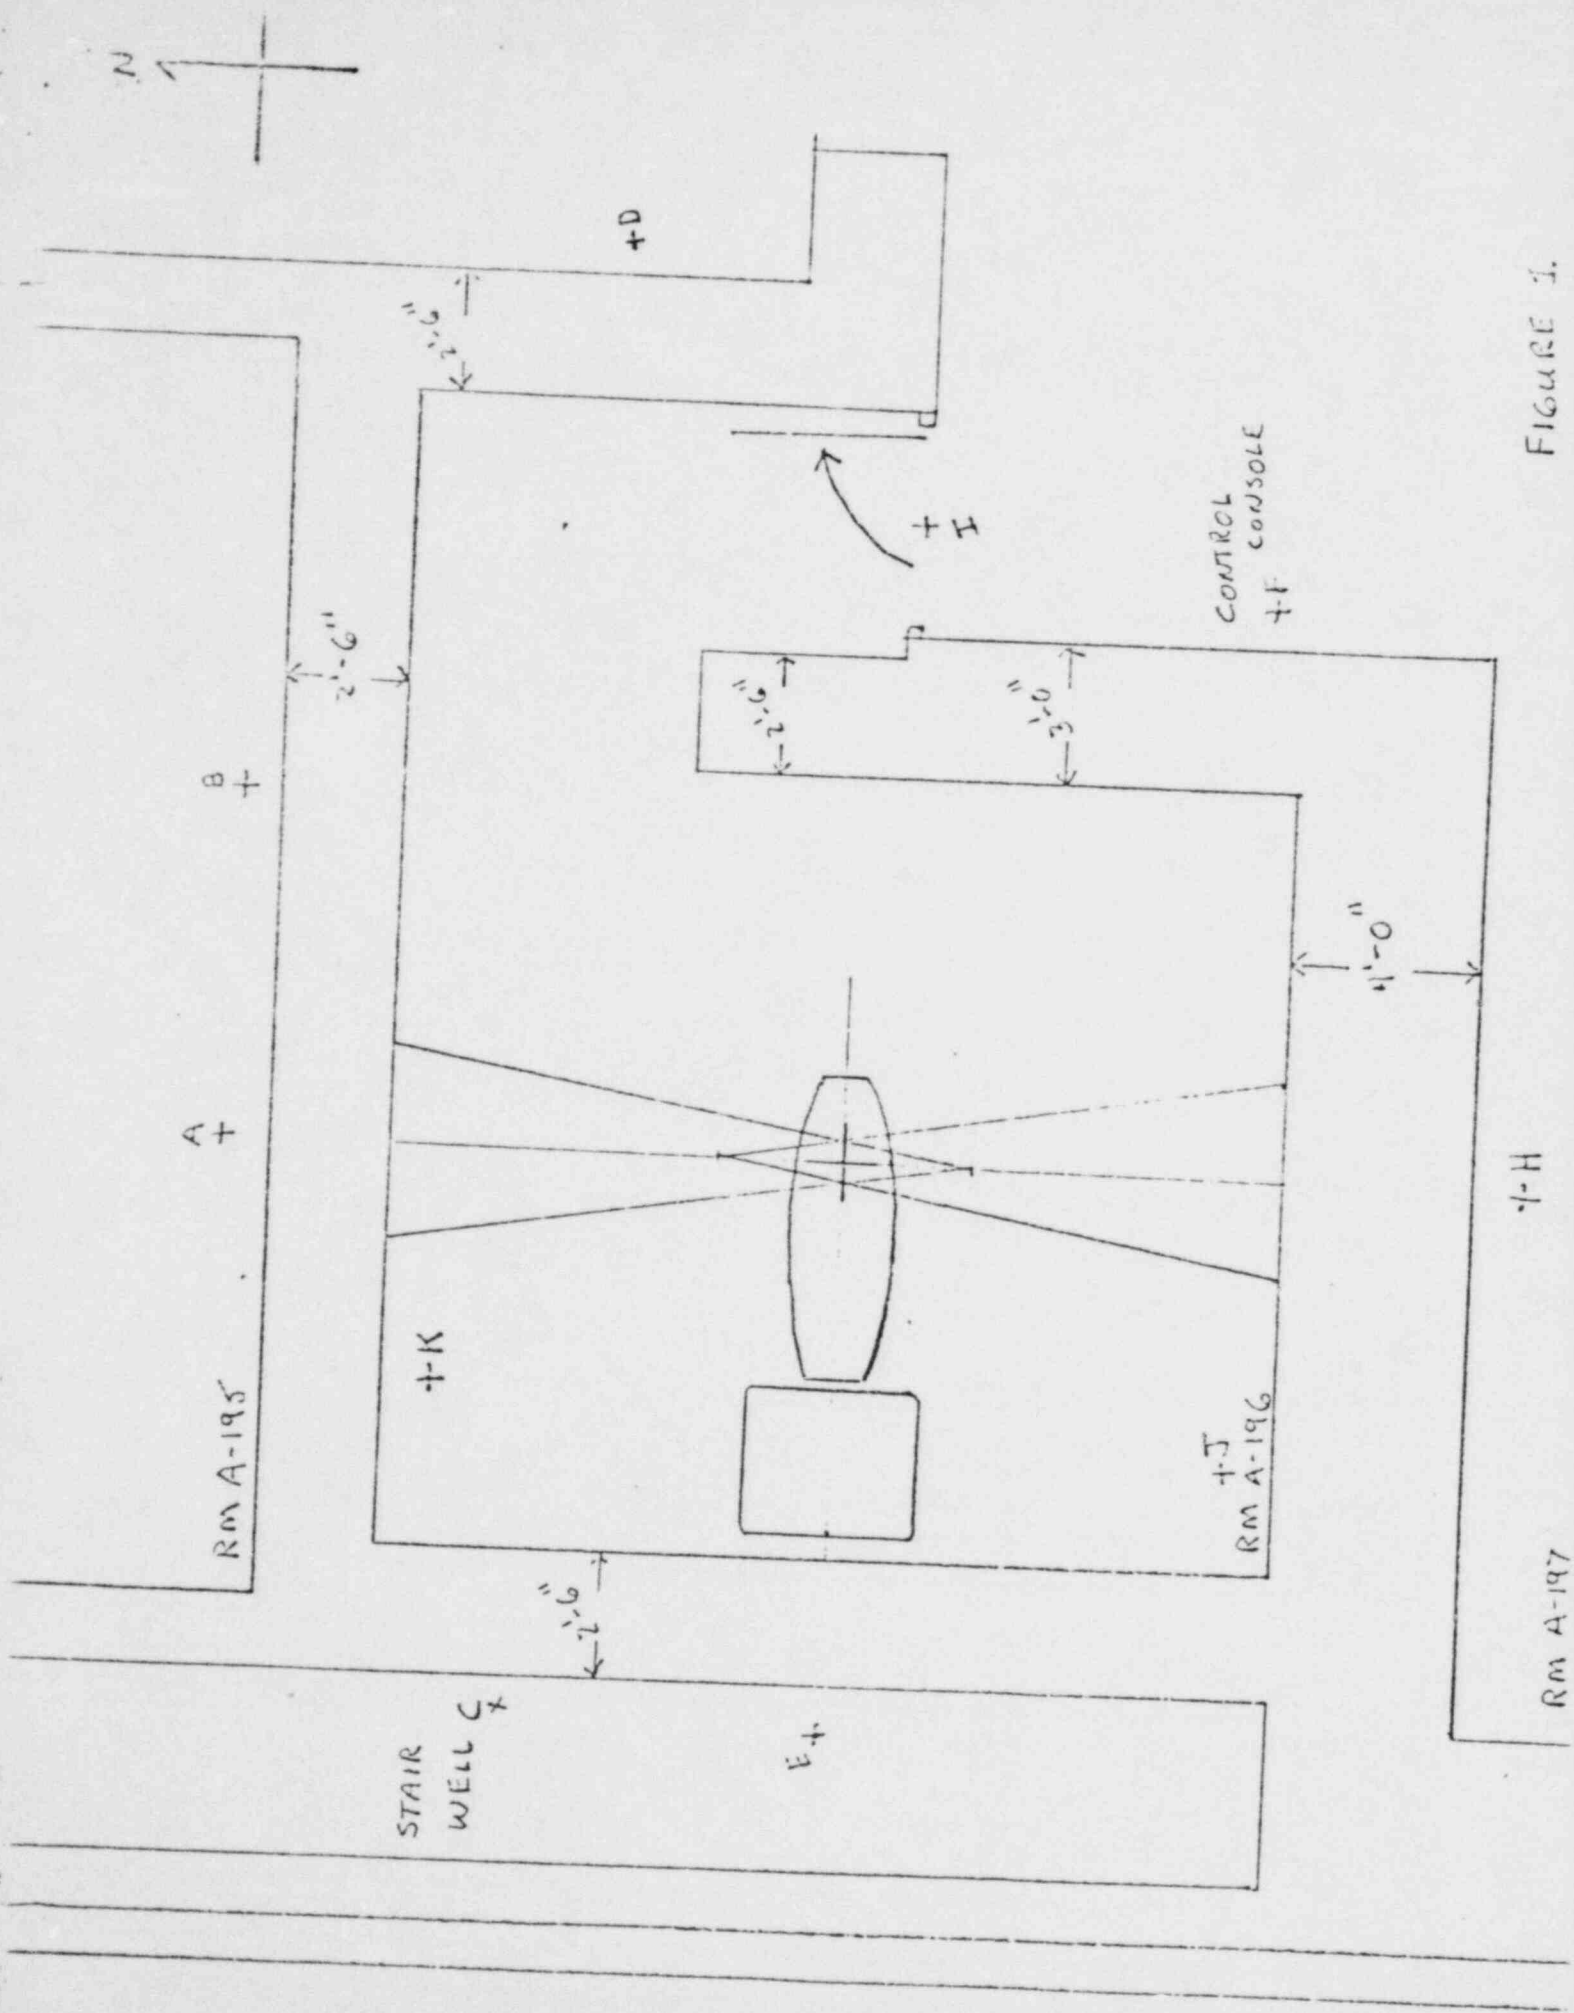 N
A
B
RM A-195
2'-6"
STAIR
WELL C
K
2'-6"
2'-6"
D
2'-6"
E
I
3'-0"
CONTROL
F CONSOLE
J
RM A-196
4'-0"
H
RM A-197
FIGURE 1.